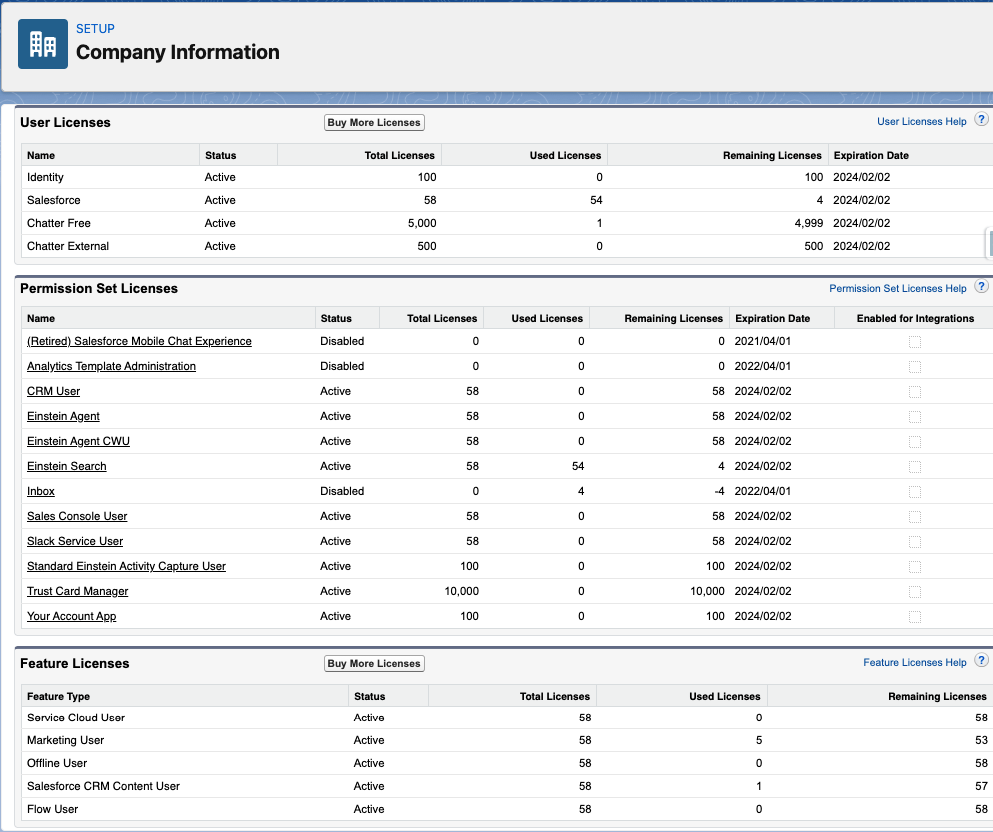 SETUP
Company Information
User Licenses Buy More Licenses User Licenses Help ?
Name Status Total Licenses Used Licenses Remaining Licenses Expiration Date
Identity Active 100 0 100 2024/02/02
Salesforce Active 58 54 4 2024/02/02
Chatter Free Active 5,000 1 4,999 2024/02/02
Chatter External Active 500 0 500 2024/02/02
Permission Set Licenses Permission Set Licenses Help ?
Name Status Total Licenses Used Licenses Remaining Licenses Expiration Date Enabled for Integrations
(Retired) Salesforce Mobile Chat Experience Disabled 0 0 0 2021/04/01
Analytics Template Administration Disabled 0 0 0 2022/04/01
CRM User Active 58 0 58 2024/02/02
Einstein Agent Active 58 0 58 2024/02/02
Einstein Agent CWU Active 58 0 58 2024/02/02
Einstein Search Active 58 54 4 2024/02/02
Inbox Disabled 0 4 -4 2022/04/01
Sales Console User Active 58 0 58 2024/02/02
Slack Service User Active 58 0 58 2024/02/02
Standard Einstein Activity Capture User Active 100 0 100 2024/02/02
Trust Card Manager Active 10,000 0 10,000 2024/02/02
Your Account App Active 100 0 100 2024/02/02
Feature Licenses Buy More Licenses Feature Licenses Help ?
Feature Type Status Total Licenses Used Licenses Remaining Licenses
Service Cloud User Active 58 0 58
Marketing User Active 58 5 53
Offline User Active 58 0 58
Salesforce CRM Content User Active 58 1 57
Flow User Active 58 0 58